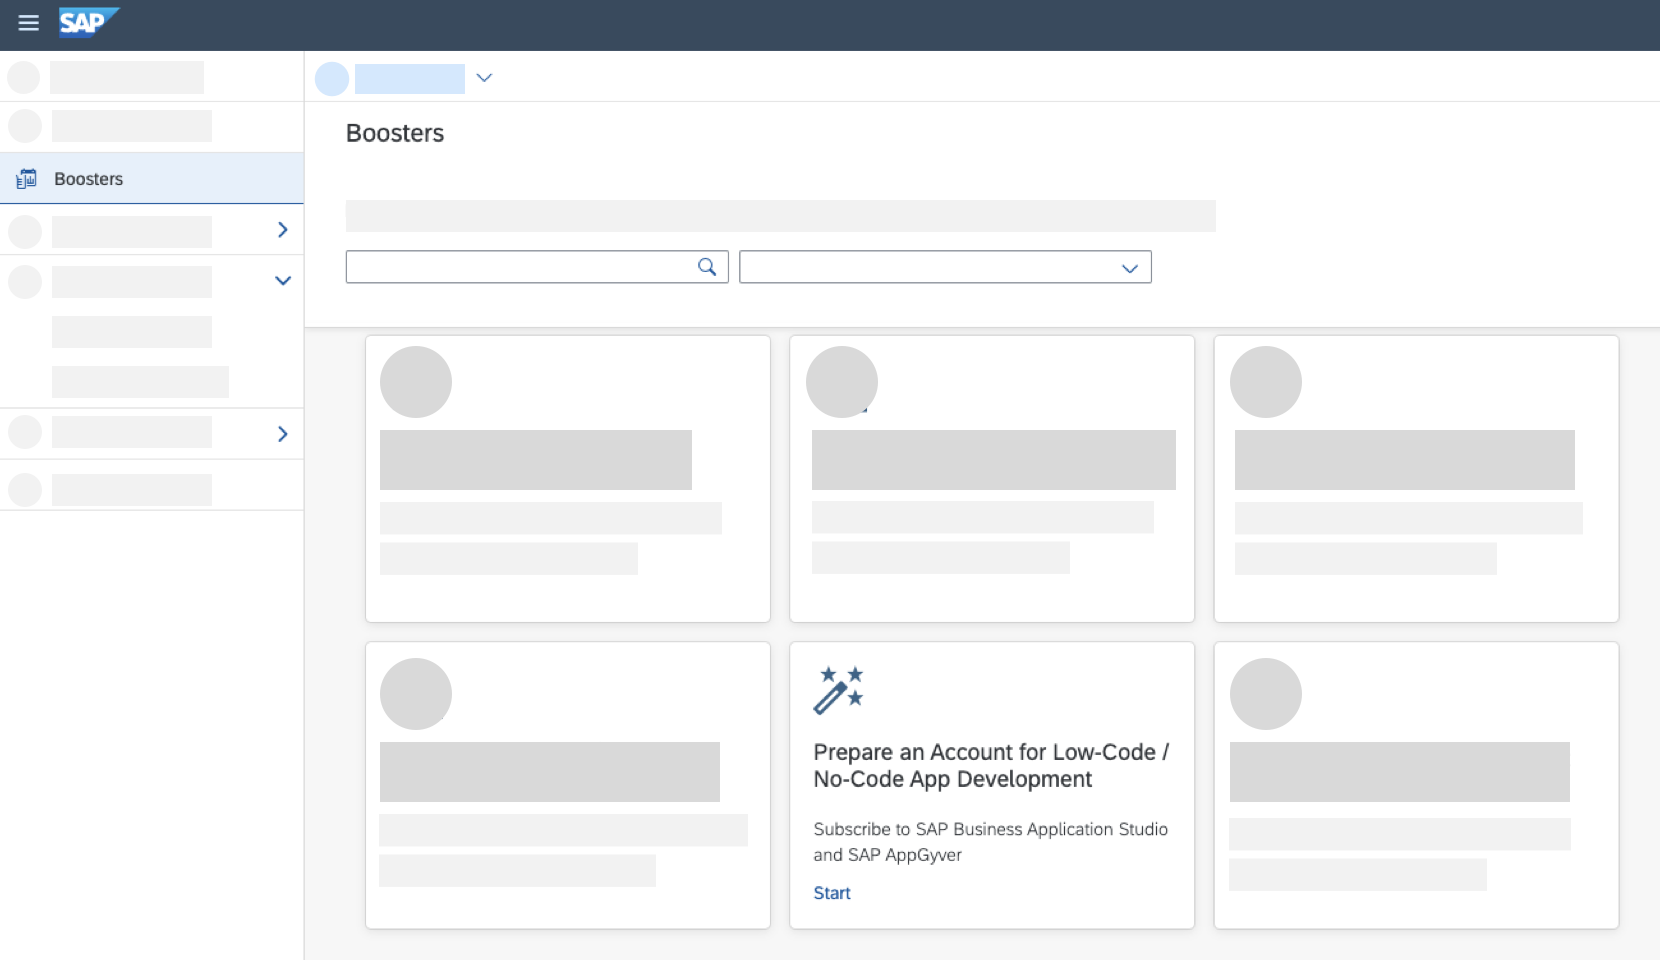 SAP
Boosters
Boosters
Prepare an Account for Low-Code /
No-Code App Development
Subscribe to SAP Business Application Studio
and SAP AppGyver
Start